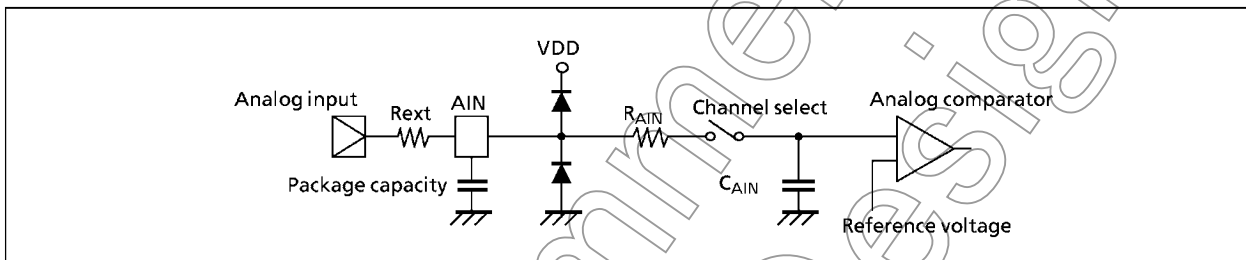 VDD
Analog input
Rext
AIN
RAIN
Channel select
Analog comparator
Package capacity
CAIN
Reference voltage